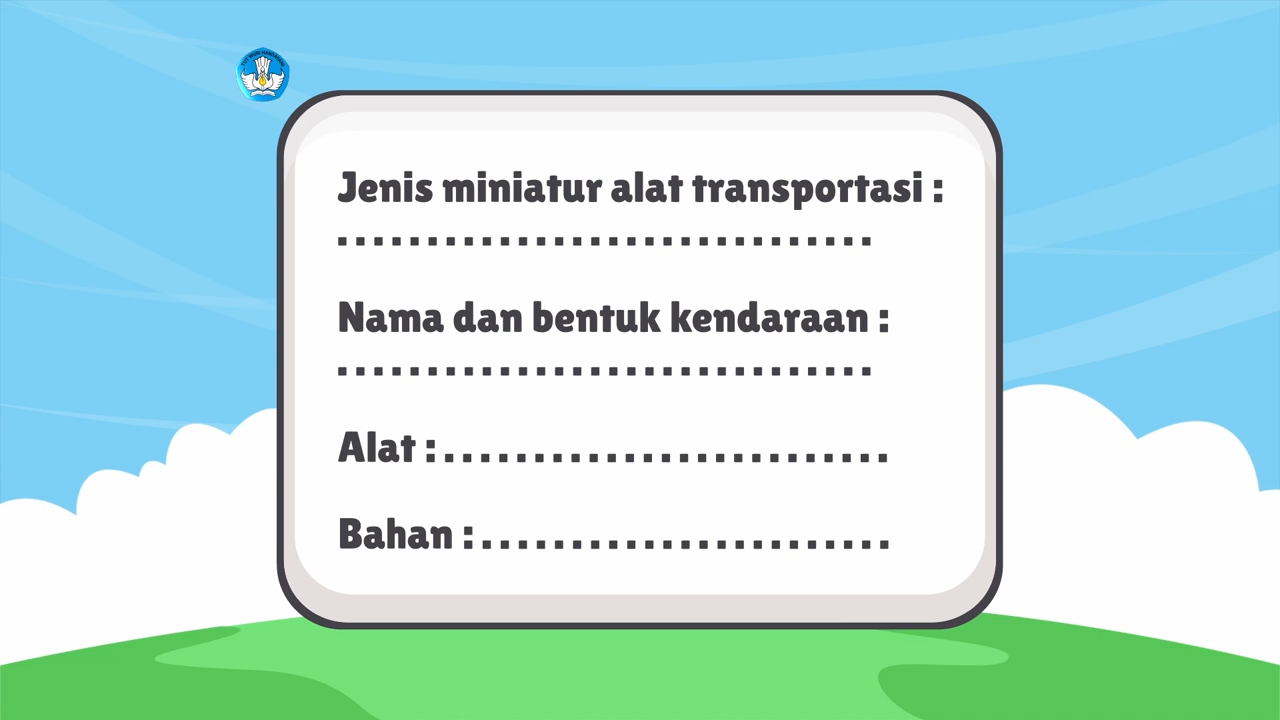 Jenis miniatur alat transportasi :
..............................
Nama dan bentuk kendaraan :
..............................
Alat :.........................
Bahan :.......................